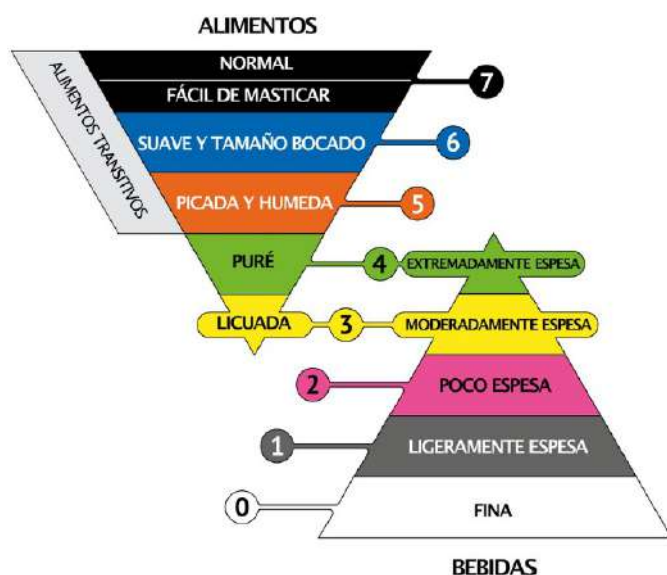 ALIMENTOS
ALIMENTOS TRANSITIVOS
NORMAL
FÁCIL DE MASTICAR
7
SUAVE Y TAMAÑO BOCADO
6
PICADA Y HUMEDA
5
PURÉ
4
EXTREMADAMENTE ESPESA
LICUADA
3
MODERADAMENTE ESPESA
2
POCO ESPESA
1
LIGERAMENTE ESPESA
0
FINA
BEBIDAS